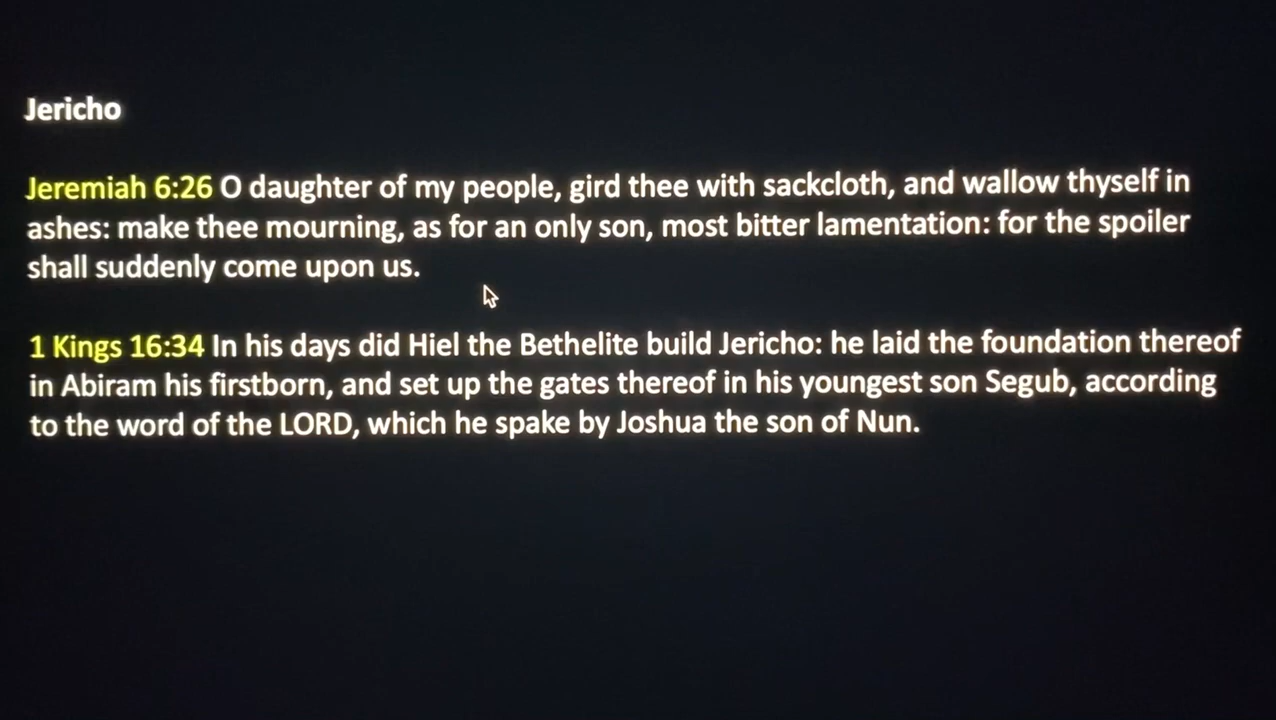 Jericho
Jeremiah 6:26 O daughter of my people, gird thee with sackcloth, and wallow thyself in
ashes: make thee mourning, as for an only son, most bitter lamentation: for the spoiler
shall suddenly come upon us.
1 Kings 16:34 In his days did Hiel the Bethelite build Jericho: he laid the foundation thereof
in Abiram his firstborn, and set up the gates thereof in his youngest son Segub, according
to the word of the LORD, which he spake by Joshua the son of Nun.